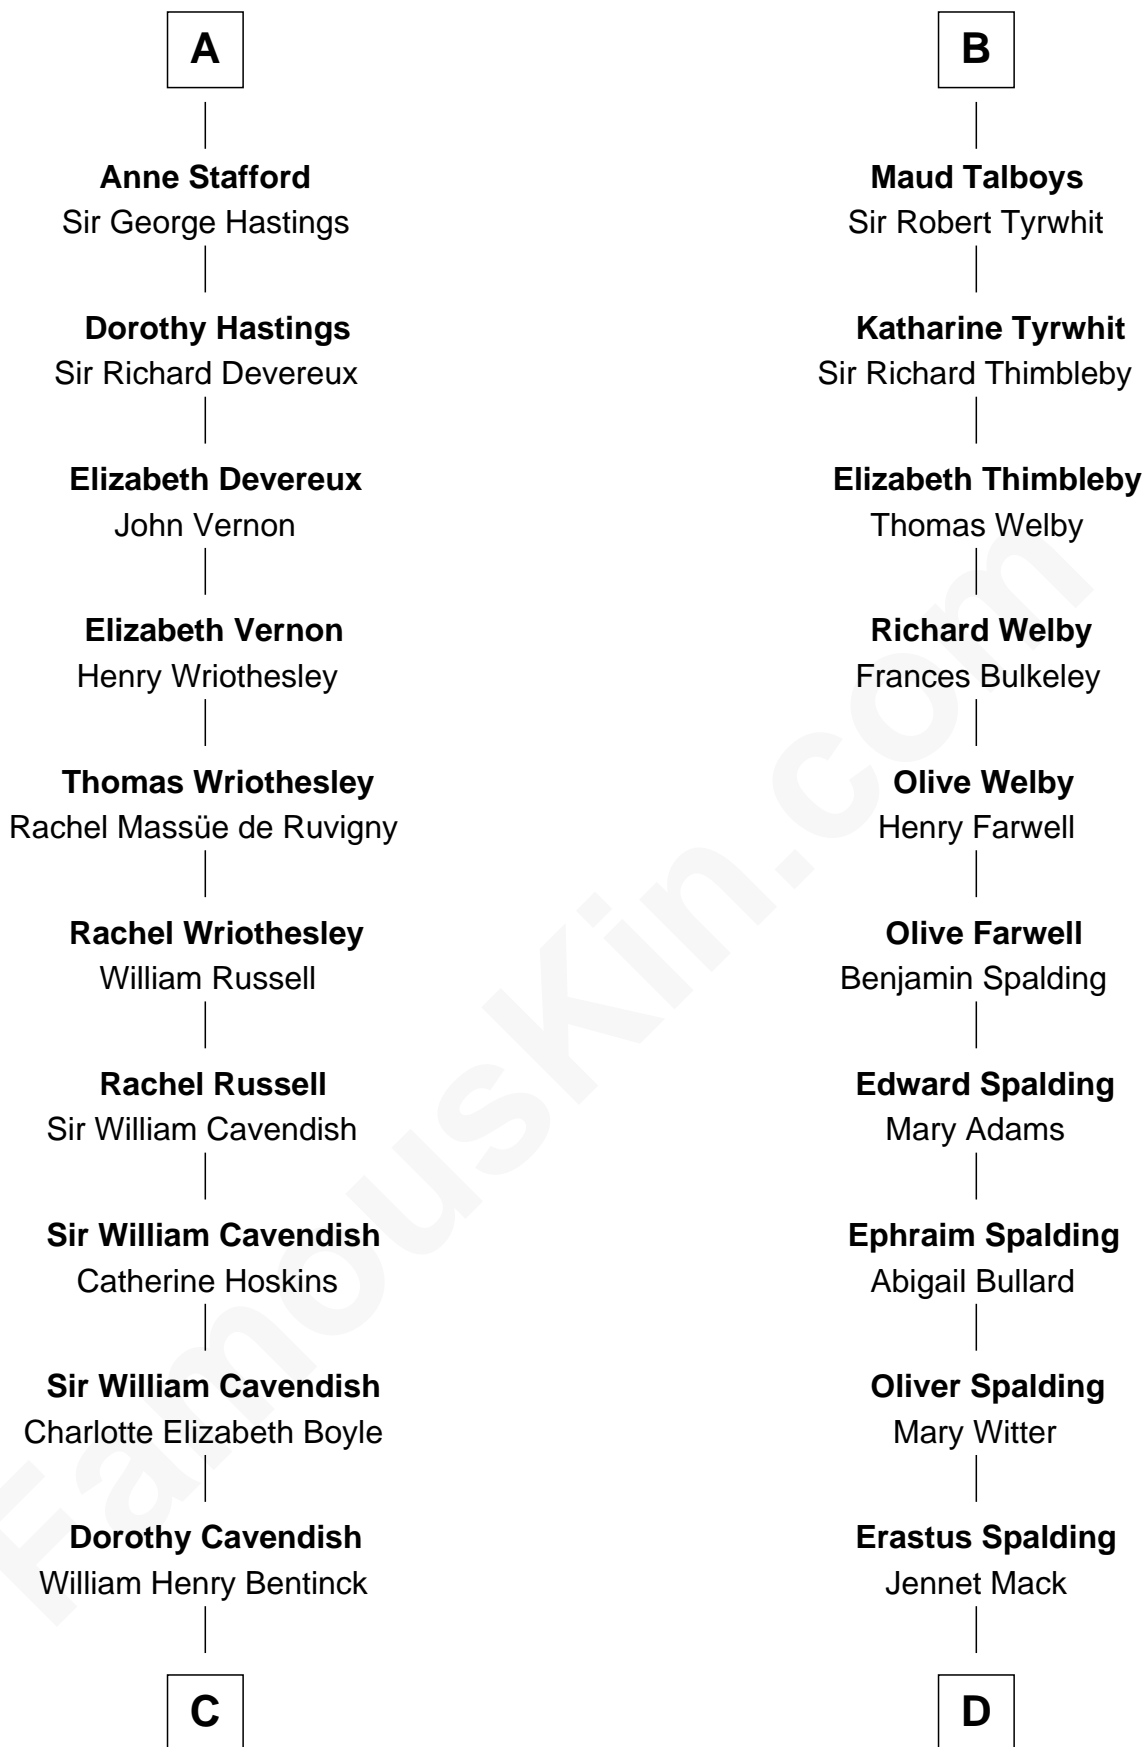 A
Anne Stafford
Sir George Hastings
Dorothy Hastings
Sir Richard Devereux
Elizabeth Devereux
John Vernon
Elizabeth Vernon
Henry Wriothesley
Thomas Wriothesley
Rachel Massüe de Ruvigny
Rachel Wriothesley
William Russell
Rachel Russell
Sir William Cavendish
Sir William Cavendish
Catherine Hoskins
Sir William Cavendish
Charlotte Elizabeth Boyle
Dorothy Cavendish
William Henry Bentinck
C
B
Maud Talboys
Sir Robert Tyrwhit
Katharine Tyrwhit
Sir Richard Thimbleby
Elizabeth Thimbleby
Thomas Welby
Richard Welby
Frances Bulkeley
Olive Welby
Henry Farwell
Olive Farwell
Benjamin Spalding
Edward Spalding
Mary Adams
Ephraim Spalding
Abigail Bullard
Oliver Spalding
Mary Witter
Erastus Spalding
Jennet Mack
D
FamousKin.com